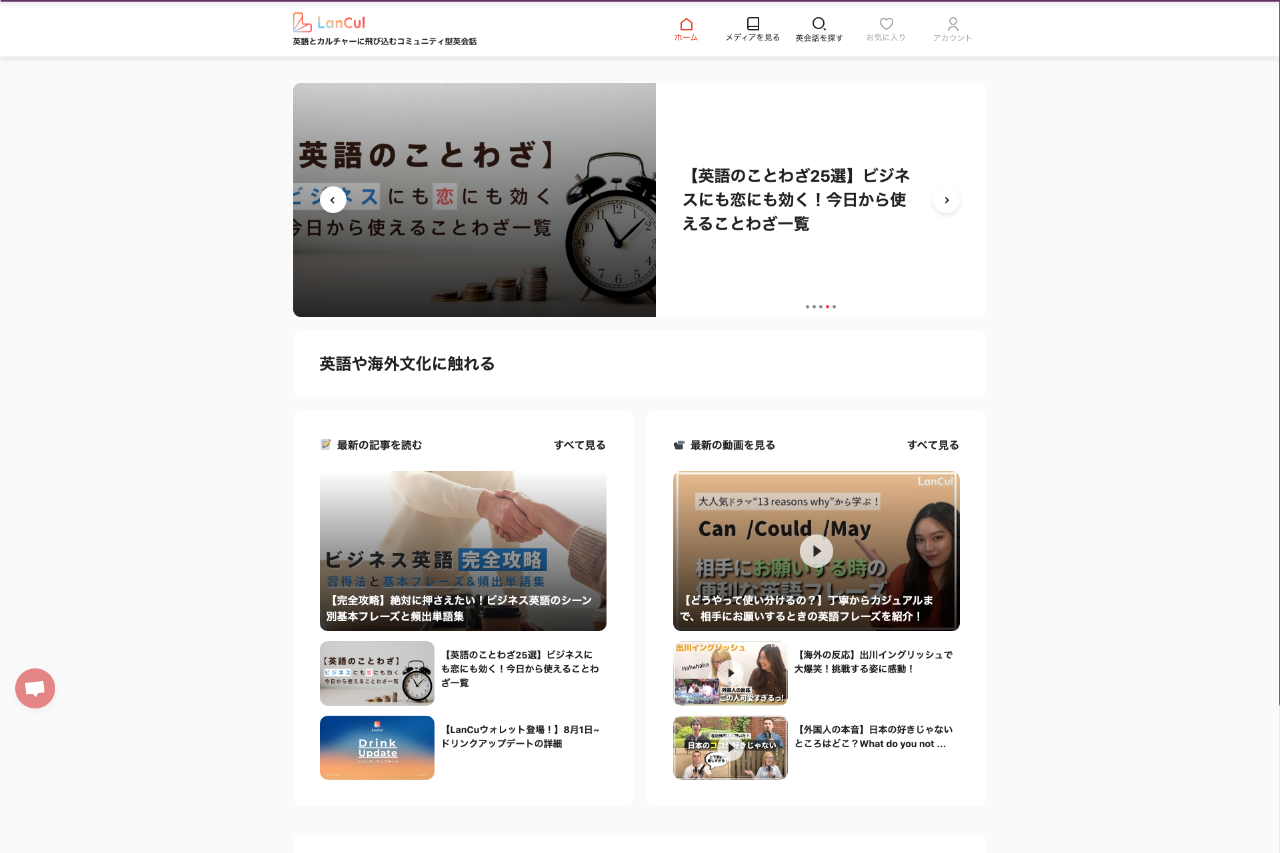 LanCul
英語とカルチャーに飛び込むコミュニティ型英会話
ホーム
メディアを見る
英会話を探す
お気に入り
アカウント
英語のことわざ】
ビジネスにも恋にも効く
今日から使えることわざ一覧
【英語のことわざ25選】ビジネ
スにも恋にも効く！今日から使
えることわざ一覧
英語や海外文化に触れる
最新の記事を読む
すべて見る
ビジネス英語 完全攻略
習得法と基本フレーズ&頻出単語集
【完全攻略】絶対に押さえたい！ビジネス英語のシーン
別基本フレーズと頻出単語集
【英語のことわざ】
ビジネスにも恋にも効く
今日から使えることわざ一覧
【英語のことわざ25選】ビジネスに
も恋にも効く！今日から使えることわ
ざ一覧
Drink
Update
【LanCuウォレット登場！】8月1日~
ドリンクアップデートの詳細
最新の動画を見る
すべて見る
LanCul
大人気ドラマ"13 reasons why"から学ぶ！
Can /Could /May
相手にお願いする時の
便利な英語フレーズ
【どうやって使い分けるの？】丁寧からカジュアルま
で、相手にお願いするときの英語フレーズを紹介！
出川イングリッシュ
Hahahaha
外国人の反応
この人可愛すぎるっ!
【海外の反応】出川イングリッシュで
大爆笑！挑戦する姿に感動！
日本のココが好きじゃない
【外国人の本音】日本の好きじゃない
ところはどこ？What do you not ...